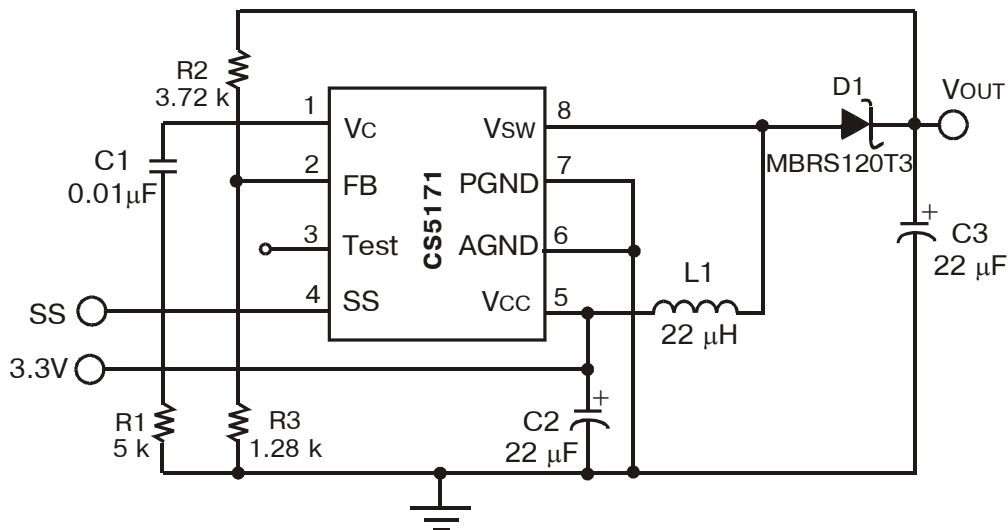 R2
3.72 k
C1
0.01µF
1
VC
2
FB
3
Test
4
SS
CS5171
VSW
8
PGND
7
AGND
6
VCC
5
D1
MBRS120T3
VOUT
+
C3
22 µF
L1
22 µH
SS
3.3V
R1
5 k
R3
1.28 k
+
C2
22 µF